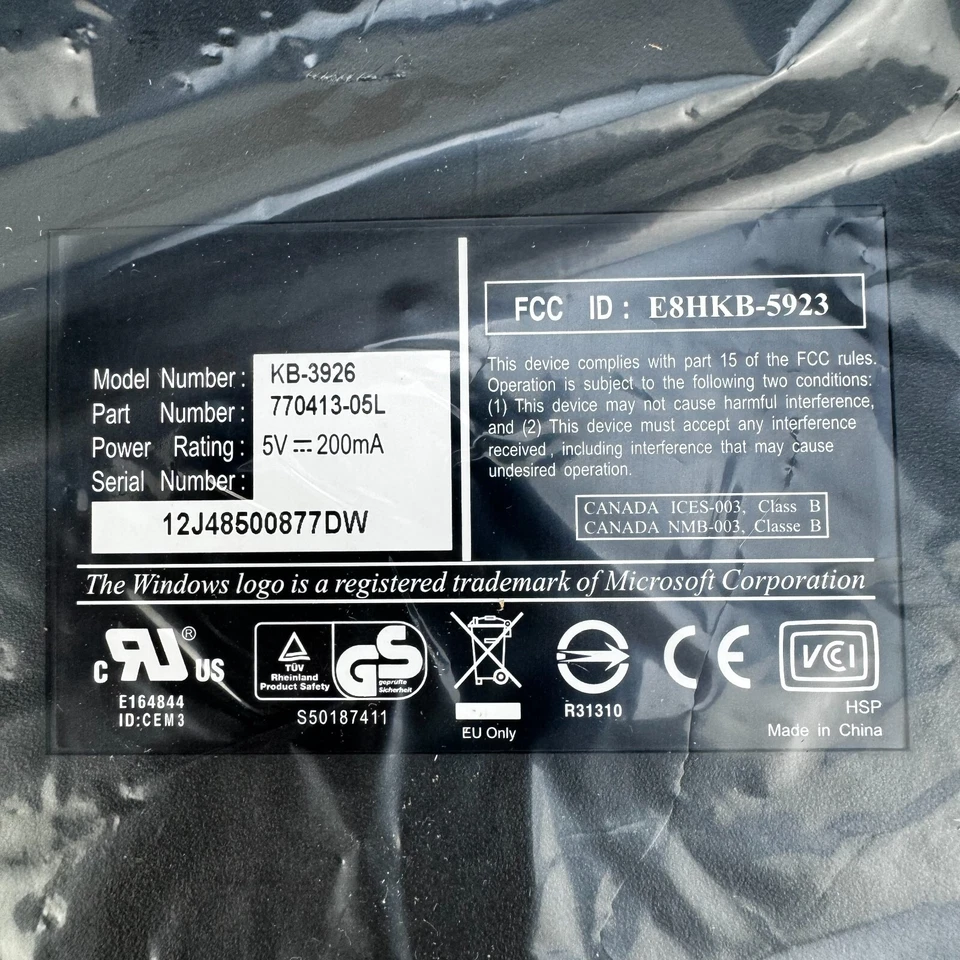 Model Number: KB-3926
Part Number: 770413-05L
Power Rating: 5V ⎓ 200mA
Serial Number:
12J48500877DW
FCC ID: E8HKB-5923
This device complies with part 15 of the FCC rules.
Operation is subject to the following two conditions:
(1) This device may not cause harmful interference,
and (2) This device must accept any interference
received, including interference that may cause
undesired operation.
CANADA ICES-003, Class B
CANADA NMB-003, Classe B
The Windows logo is a registered trademark of Microsoft Corporation
c RU ® US
E164844
ID:CEM3
TÜV
Rheinland
Product Safety
GS
geprüfte
Sicherheit
S50187411
EU Only
R31310
CE
VCCI
HSP
Made in China